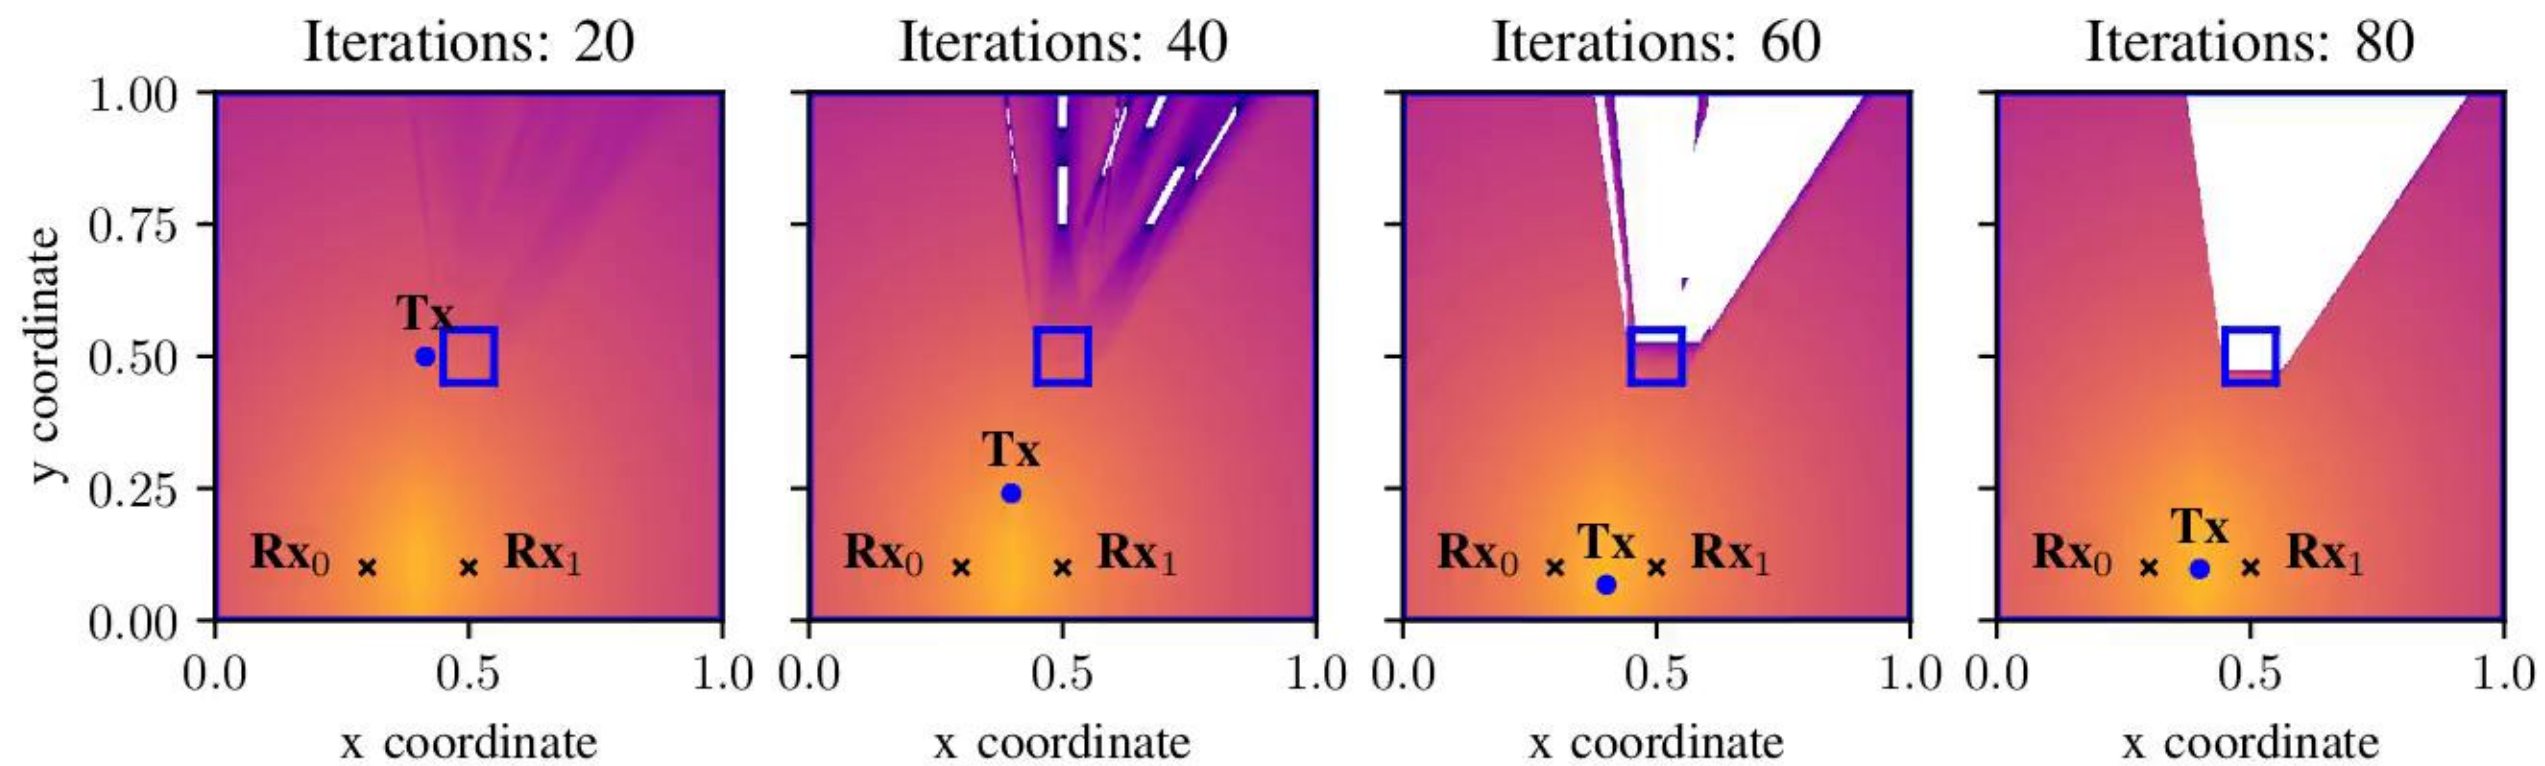 Iterations: 20 Iterations: 40 Iterations: 60 Iterations: 80
y coordinate
1.00
0.75
0.50
0.25
0.00
Tx
Rx0 Rx1
0.0 0.5 1.0
x coordinate
Tx
Rx0 Rx1
0.0 0.5 1.0
x coordinate
Tx
Rx0 Rx1
0.0 0.5 1.0
x coordinate
Tx
Rx0 Rx1
0.0 0.5 1.0
x coordinate